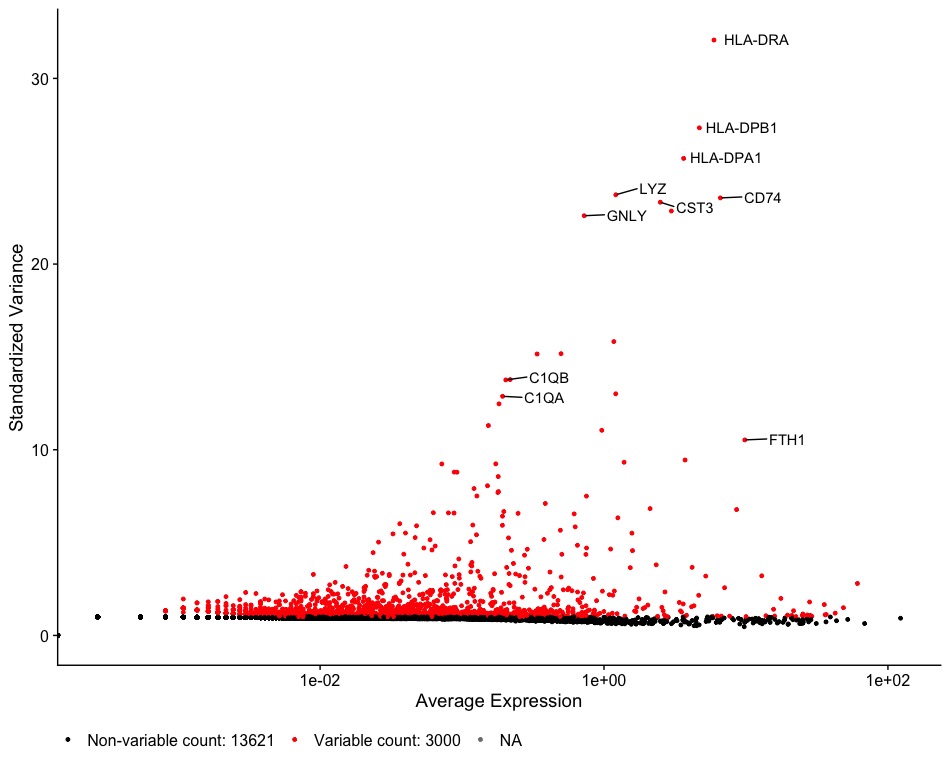 HLA-DRA
30
HLA-DPB1
HLA-DPA1
LYZ
CD74
CST3
GNLY
20
Standardized Variance
C1QB
C1QA
FTH1
10
0
1e-02 1e+00 1e+02
Average Expression
Non-variable count: 13621 Variable count: 3000 NA